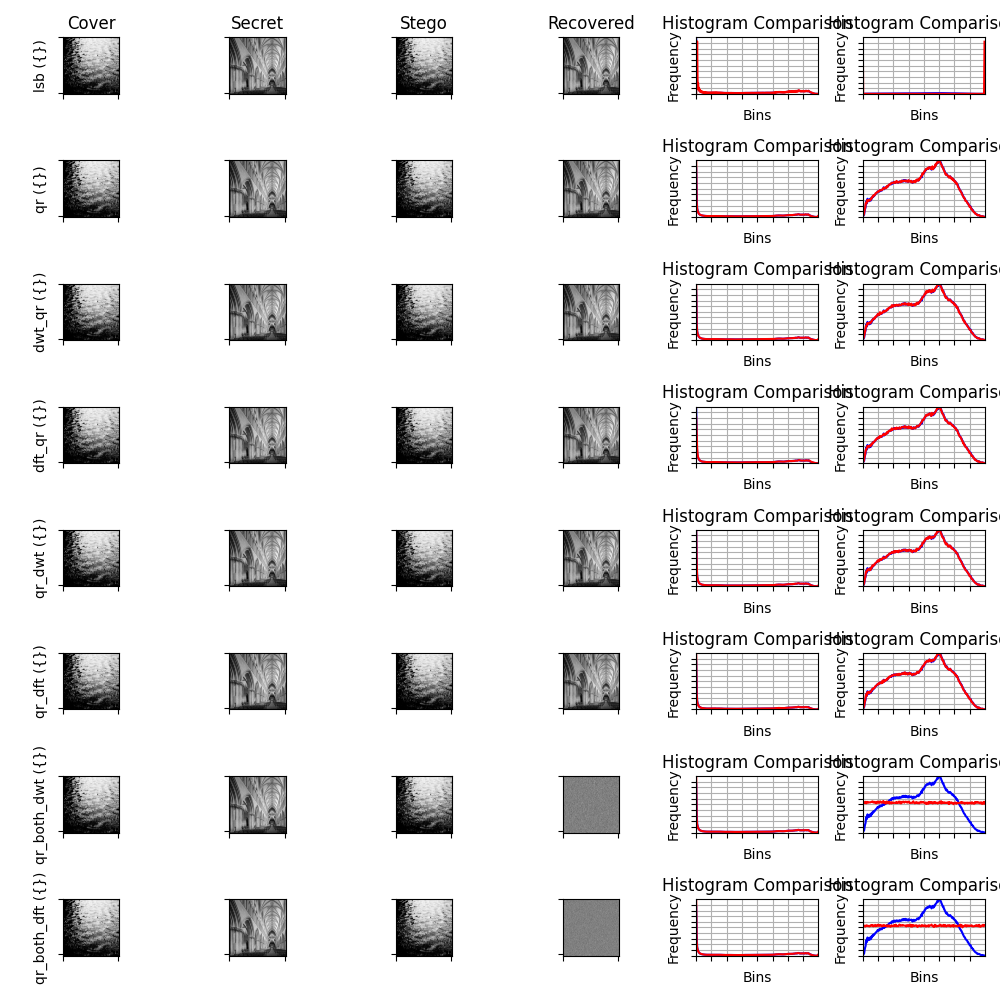 Cover Secret Stego Recovered Histogram Comparison Histogram Comparis
lsb ({}) Frequency Frequency
Bins Bins
Histogram Comparison Histogram Comparis
qr ({}) Frequency Frequency
Bins Bins
Histogram Comparison Histogram Comparis
dwt_qr ({}) Frequency Frequency
Bins Bins
Histogram Comparison Histogram Comparis
dft_qr ({}) Frequency Frequency
Bins Bins
Histogram Comparison Histogram Comparis
qr_dwt ({}) Frequency Frequency
Bins Bins
Histogram Comparison Histogram Comparis
qr_dft ({}) Frequency Frequency
Bins Bins
Histogram Comparison Histogram Comparis
qr_both_dwt ({}) Frequency Frequency
Bins Bins
Histogram Comparison Histogram Comparis
qr_both_dft ({}) Frequency Frequency
Bins Bins